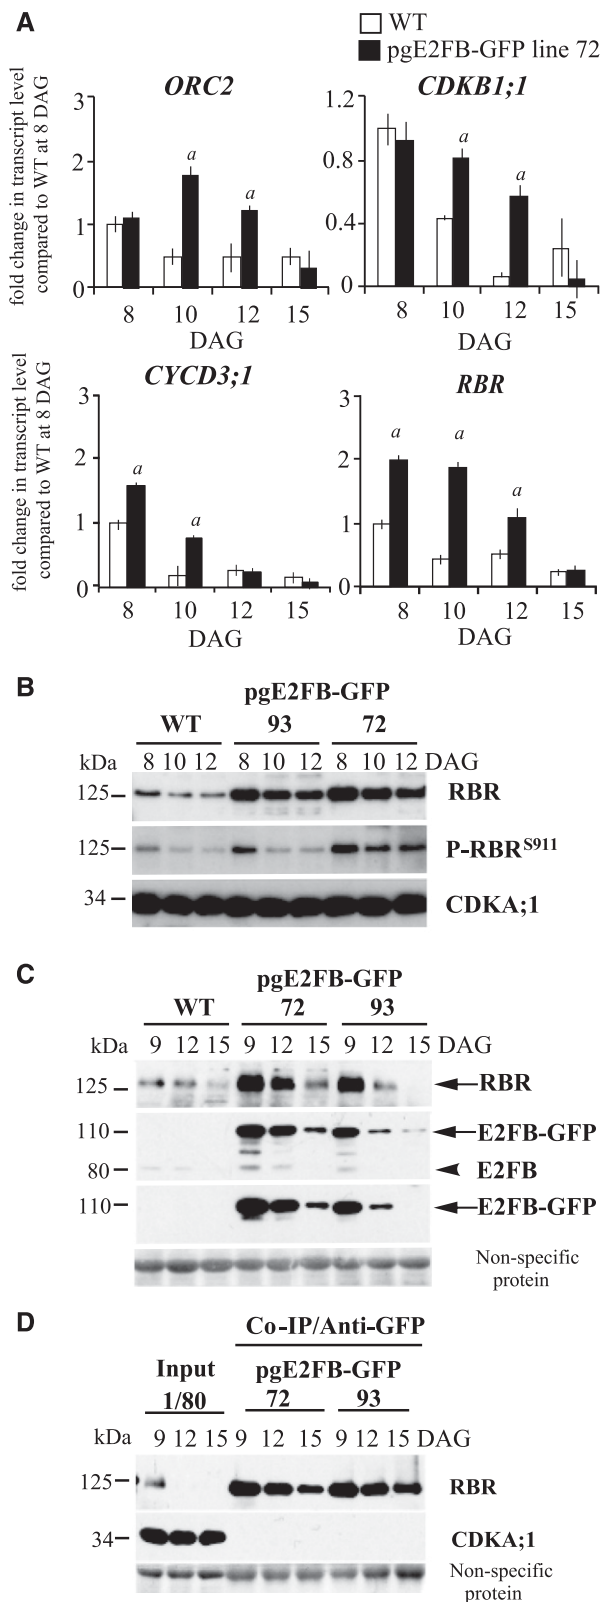 A
WT
pgE2FB-GFP line 72
ORC2
CDKB1;1
fold change in transcript level
compared to WT at 8 DAG
3
2
1
0
a
a
8 10 12 15
DAG
1.2
0.8
0.4
0
a
a
8 10 12 15
DAG
CYCD3;1
RBR
fold change in transcript level
compared to WT at 8 DAG
3
2
1
0
a
a
8 10 12 15
DAG
3
2
1
0
a
a
a
8 10 12 15
DAG
B
pgE2FB-GFP
WT 93 72
kDa 8 10 12 8 10 12 8 10 12 DAG
125 RBR
125 P-RBR^S911
34 CDKA;1
C
pgE2FB-GFP
WT 72 93
kDa 9 12 15 9 12 15 9 12 15 DAG
125 RBR
110 E2FB-GFP
80 E2FB
110 E2FB-GFP
Non-specific
protein
D
Co-IP/Anti-GFP
Input pgE2FB-GFP
1/80 72 93
kDa 9 12 15 9 12 15 9 12 15 DAG
125 RBR
34 CDKA;1
Non-specific
protein